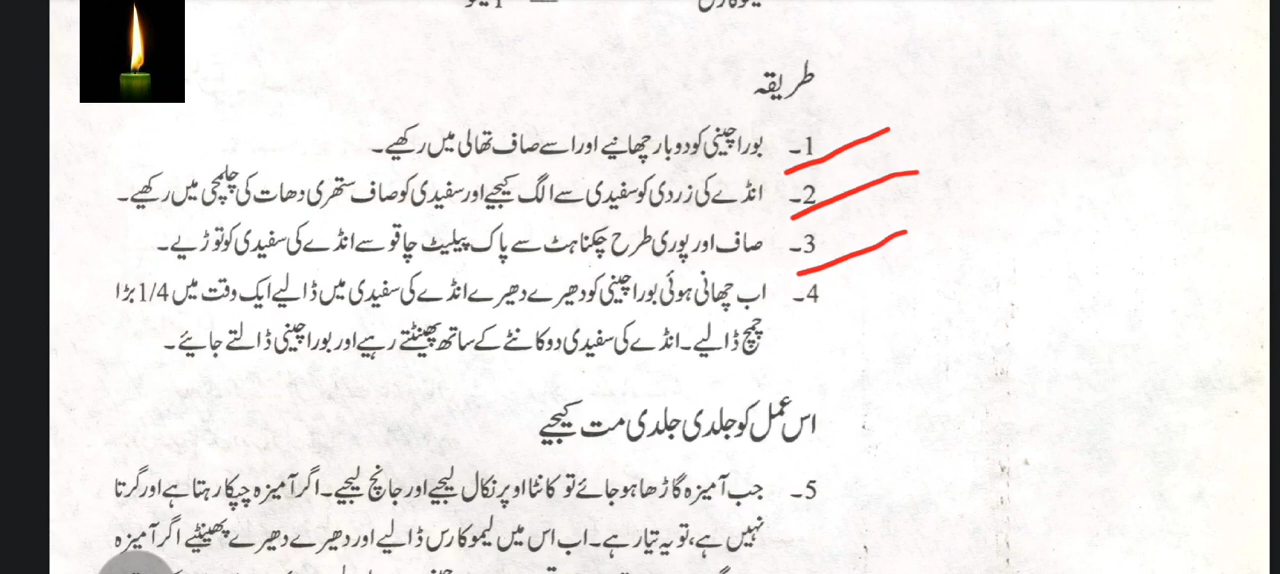 طریقہ
1۔ بورا چینی کو دو بار چھانیے اور اسے صاف تھالی میں رکھیے۔
2۔ انڈے کی زردی کو سفیدی سے الگ کیجیے اور سفیدی کو صاف ستھری دھات کی چلمچی میں رکھیے۔
3۔ صاف اور پوری طرح چکناہٹ سے پاک پیلیٹ چاقو سے انڈے کی سفیدی کو توڑیے۔
4۔ اب چھانی ہوئی بورا چینی کو دھیرے دھیرے انڈے کی سفیدی میں ڈالیے ایک وقت میں 1/4 بڑا
چمچ ڈالیے۔ انڈے کی سفیدی دو کانٹے کے ساتھ پھینٹتے رہیے اور بورا چینی ڈالتے جائیے۔
اس عمل کو جلدی جلدی مت کیجیے
5۔ جب آمیزہ گاڑھا ہو جائے تو کانٹا اوپر نکال لیجیے اور جانچ لیجیے۔ اگر آمیزہ چپکا رہتا ہے اور گرتا
نہیں ہے، تو یہ تیار ہے۔ اب اس میں لیمو کا رس ڈالیے اور دھیرے دھیرے پھینٹیے اگر آمیزہ